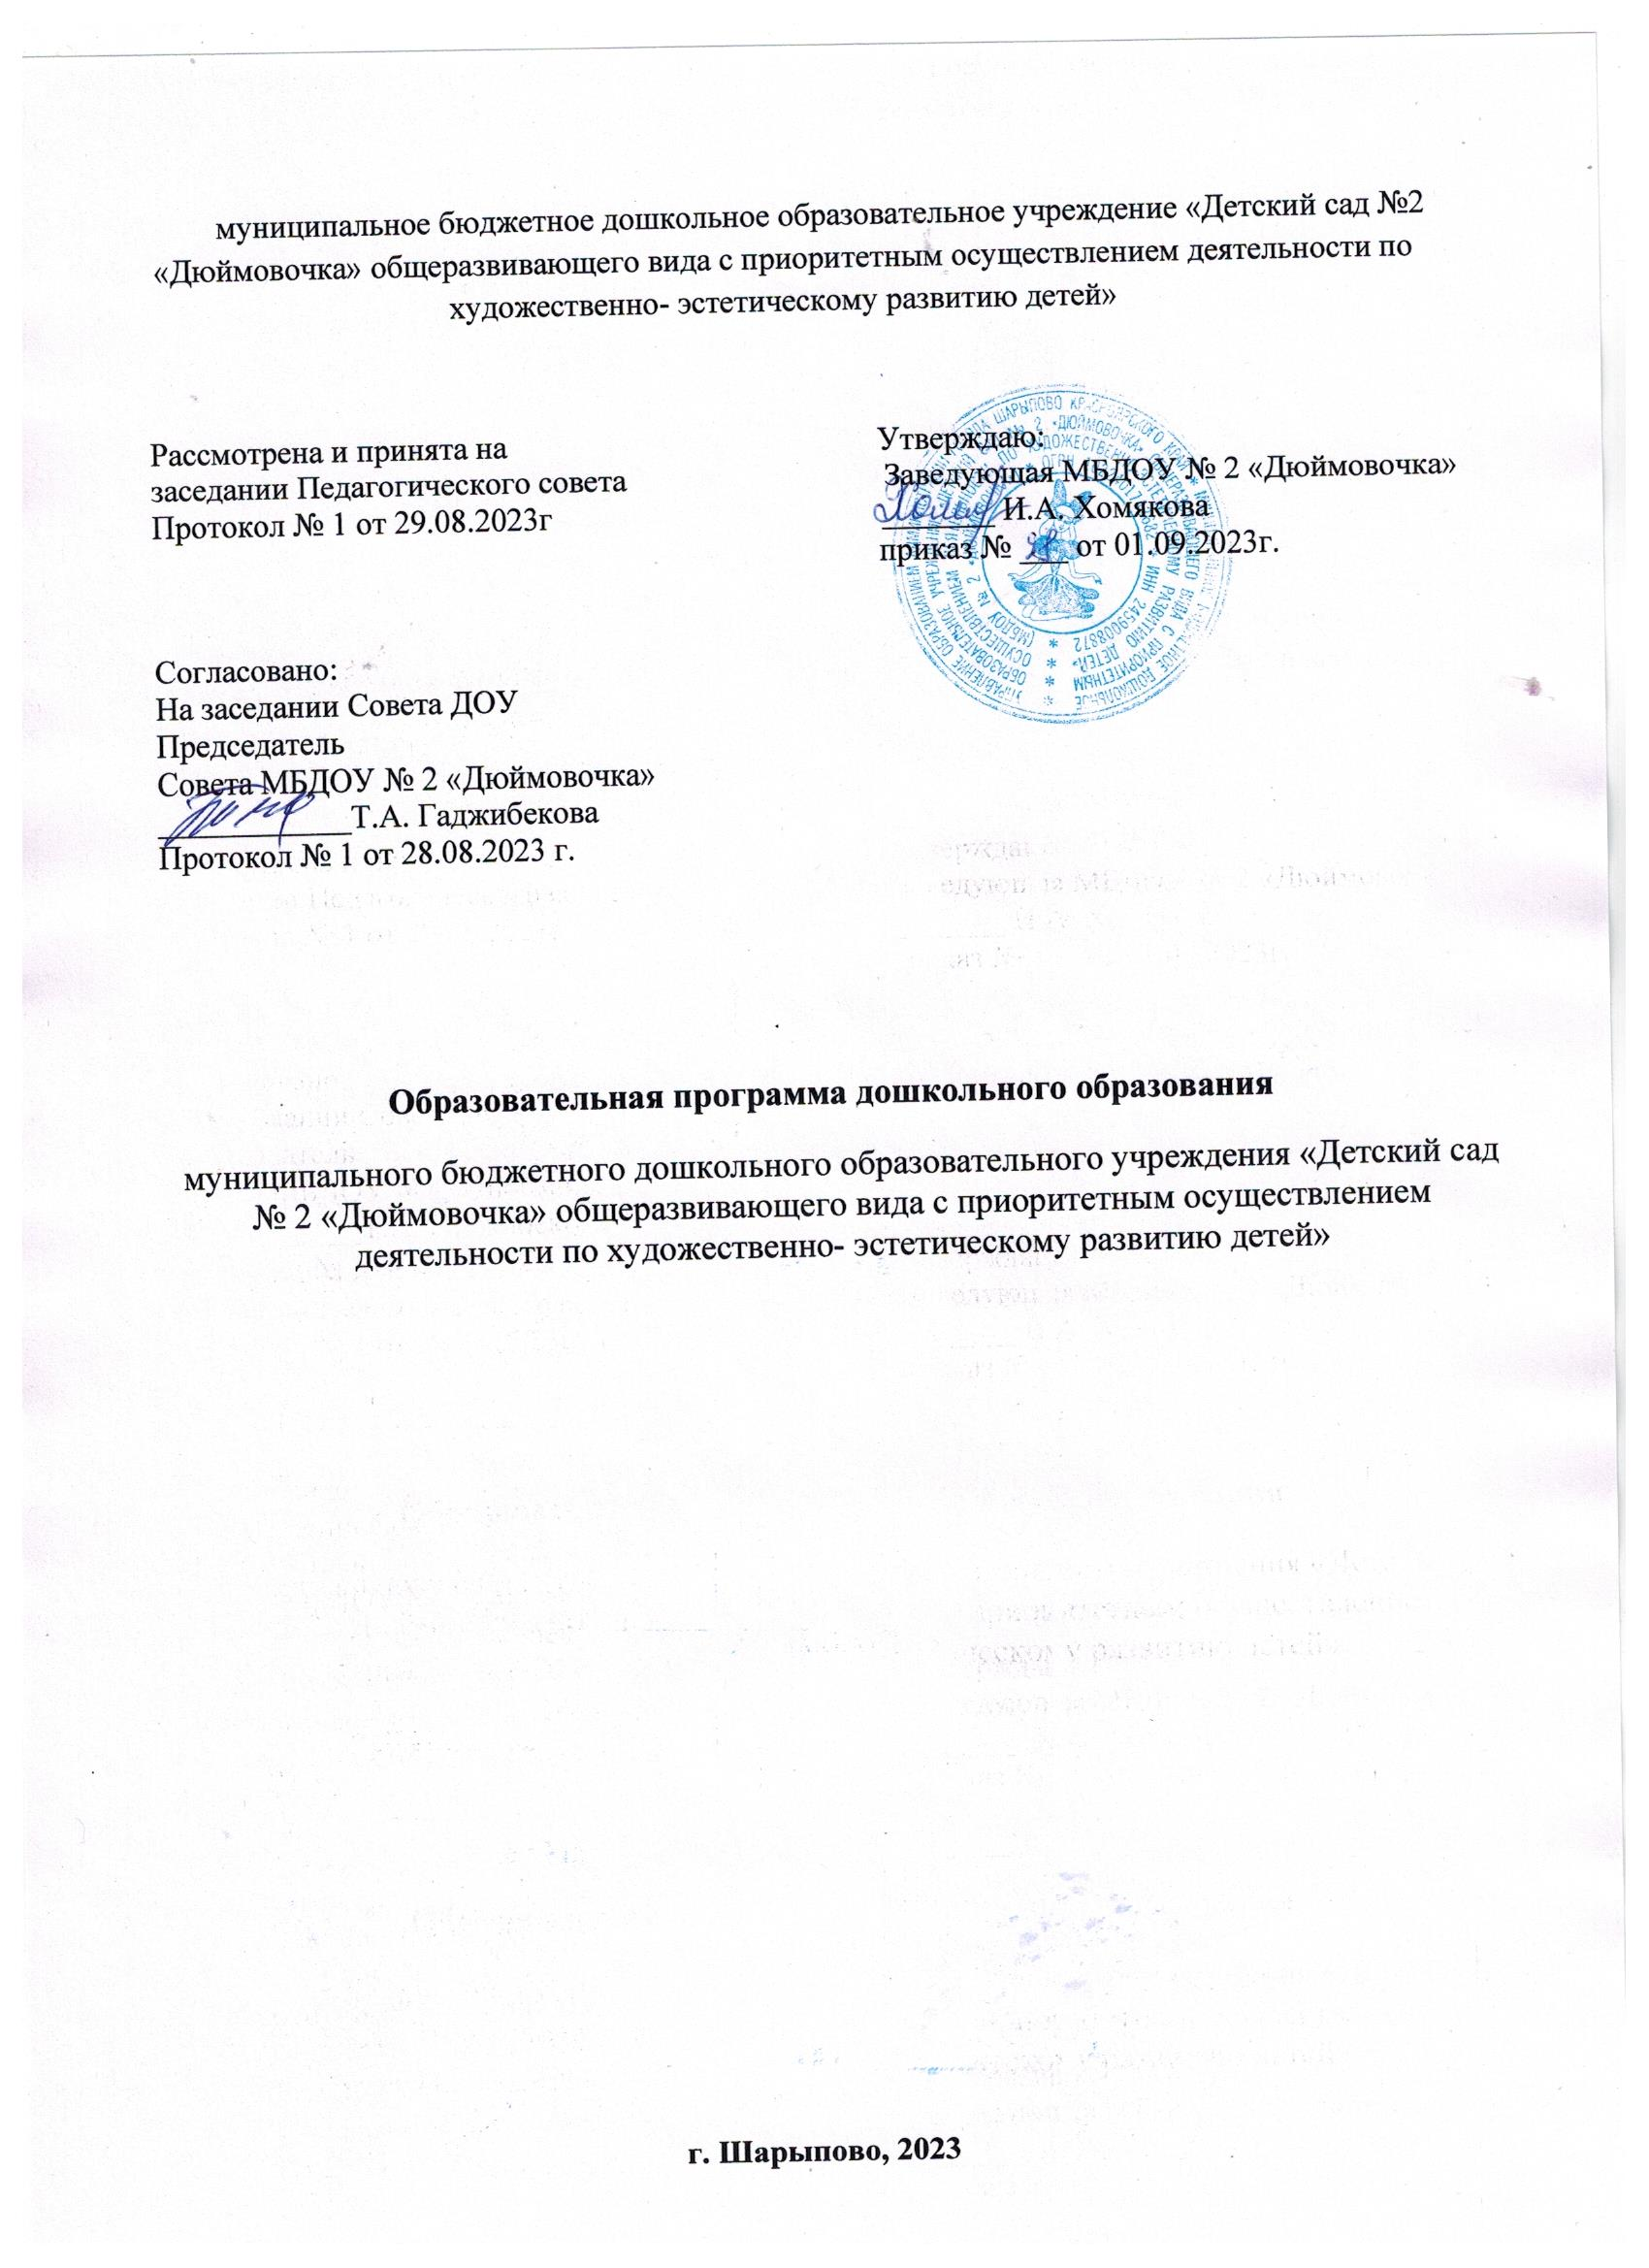 муниципальное бюджетное дошкольное образовательное учреждение «Детский сад №2
«Дюймовочка» общеразвивающего вида с приоритетным осуществлением деятельности по
художественно- эстетическому развитию детей»
Рассмотрена и принята на
заседании Педагогического совета
Протокол № 1 от 29.08.2023г
Утверждаю:
Заведующая МБДОУ № 2 «Дюймовочка»
И.А. Хомякова
приказ № от 01.09.2023г.
Согласовано:
На заседании Совета ДОУ
Председатель
Совета МБДОУ № 2 «Дюймовочка»
Т.А. Гаджибекова
Протокол № 1 от 28.08.2023 г.
Образовательная программа дошкольного образования
муниципального бюджетного дошкольного образовательного учреждения «Детский сад
№ 2 «Дюймовочка» общеразвивающего вида с приоритетным осуществлением
деятельности по художественно- эстетическому развитию детей»
г. Шарыпово, 2023